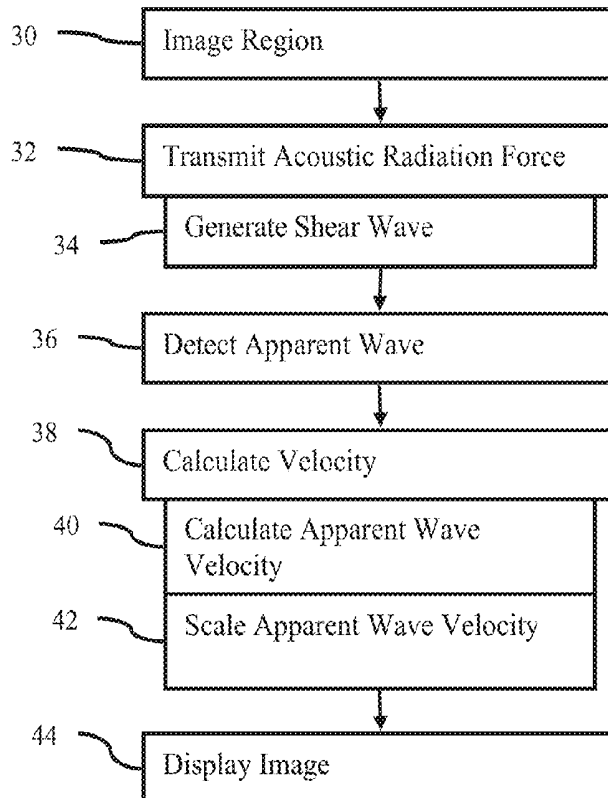 30 Image Region
32 Transmit Acoustic Radiation Force
34 Generate Shear Wave
36 Detect Apparent Wave
38 Calculate Velocity
40 Calculate Apparent Wave
Velocity
42 Scale Apparent Wave Velocity
44 Display Image